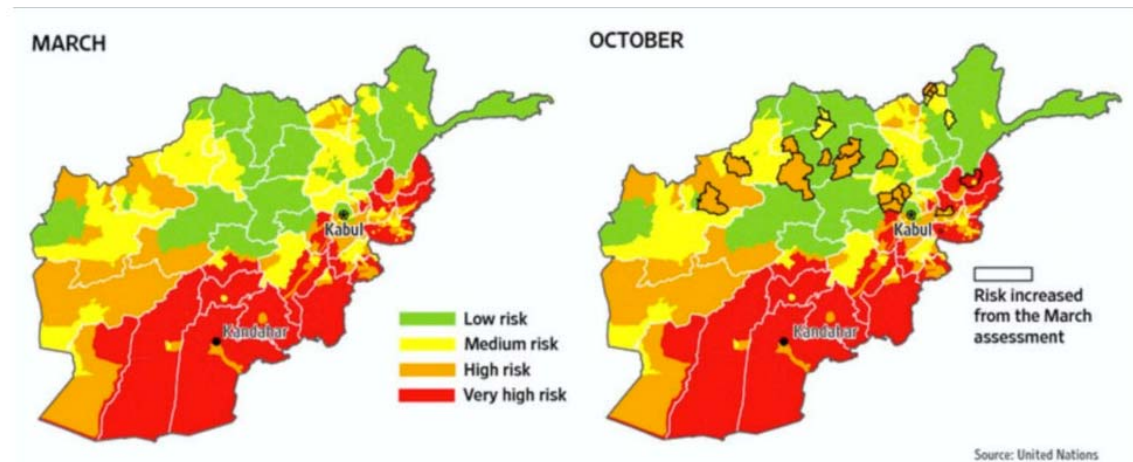 MARCH
Kabul
Kandahar
Low risk
Medium risk
High risk
Very high risk
OCTOBER
Kabul
Kandahar
Risk increased
from the March
assessment
Source: United Nations